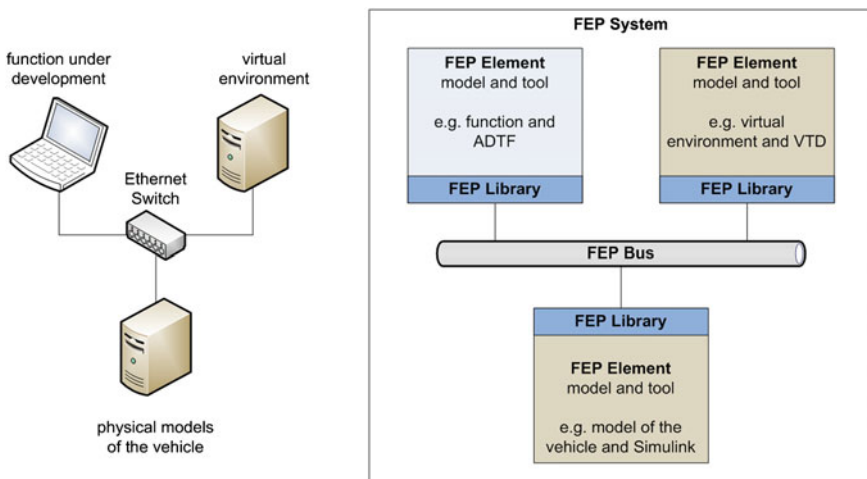 function under
development
virtual
environment
Ethernet
Switch
physical models
of the vehicle
FEP System
FEP Element
model and tool
e.g. function and
ADTF
FEP Library
FEP Element
model and tool
e.g. virtual
environment and VTD
FEP Library
FEP Bus
FEP Library
FEP Element
model and tool
e.g. model of the
vehicle and Simulink